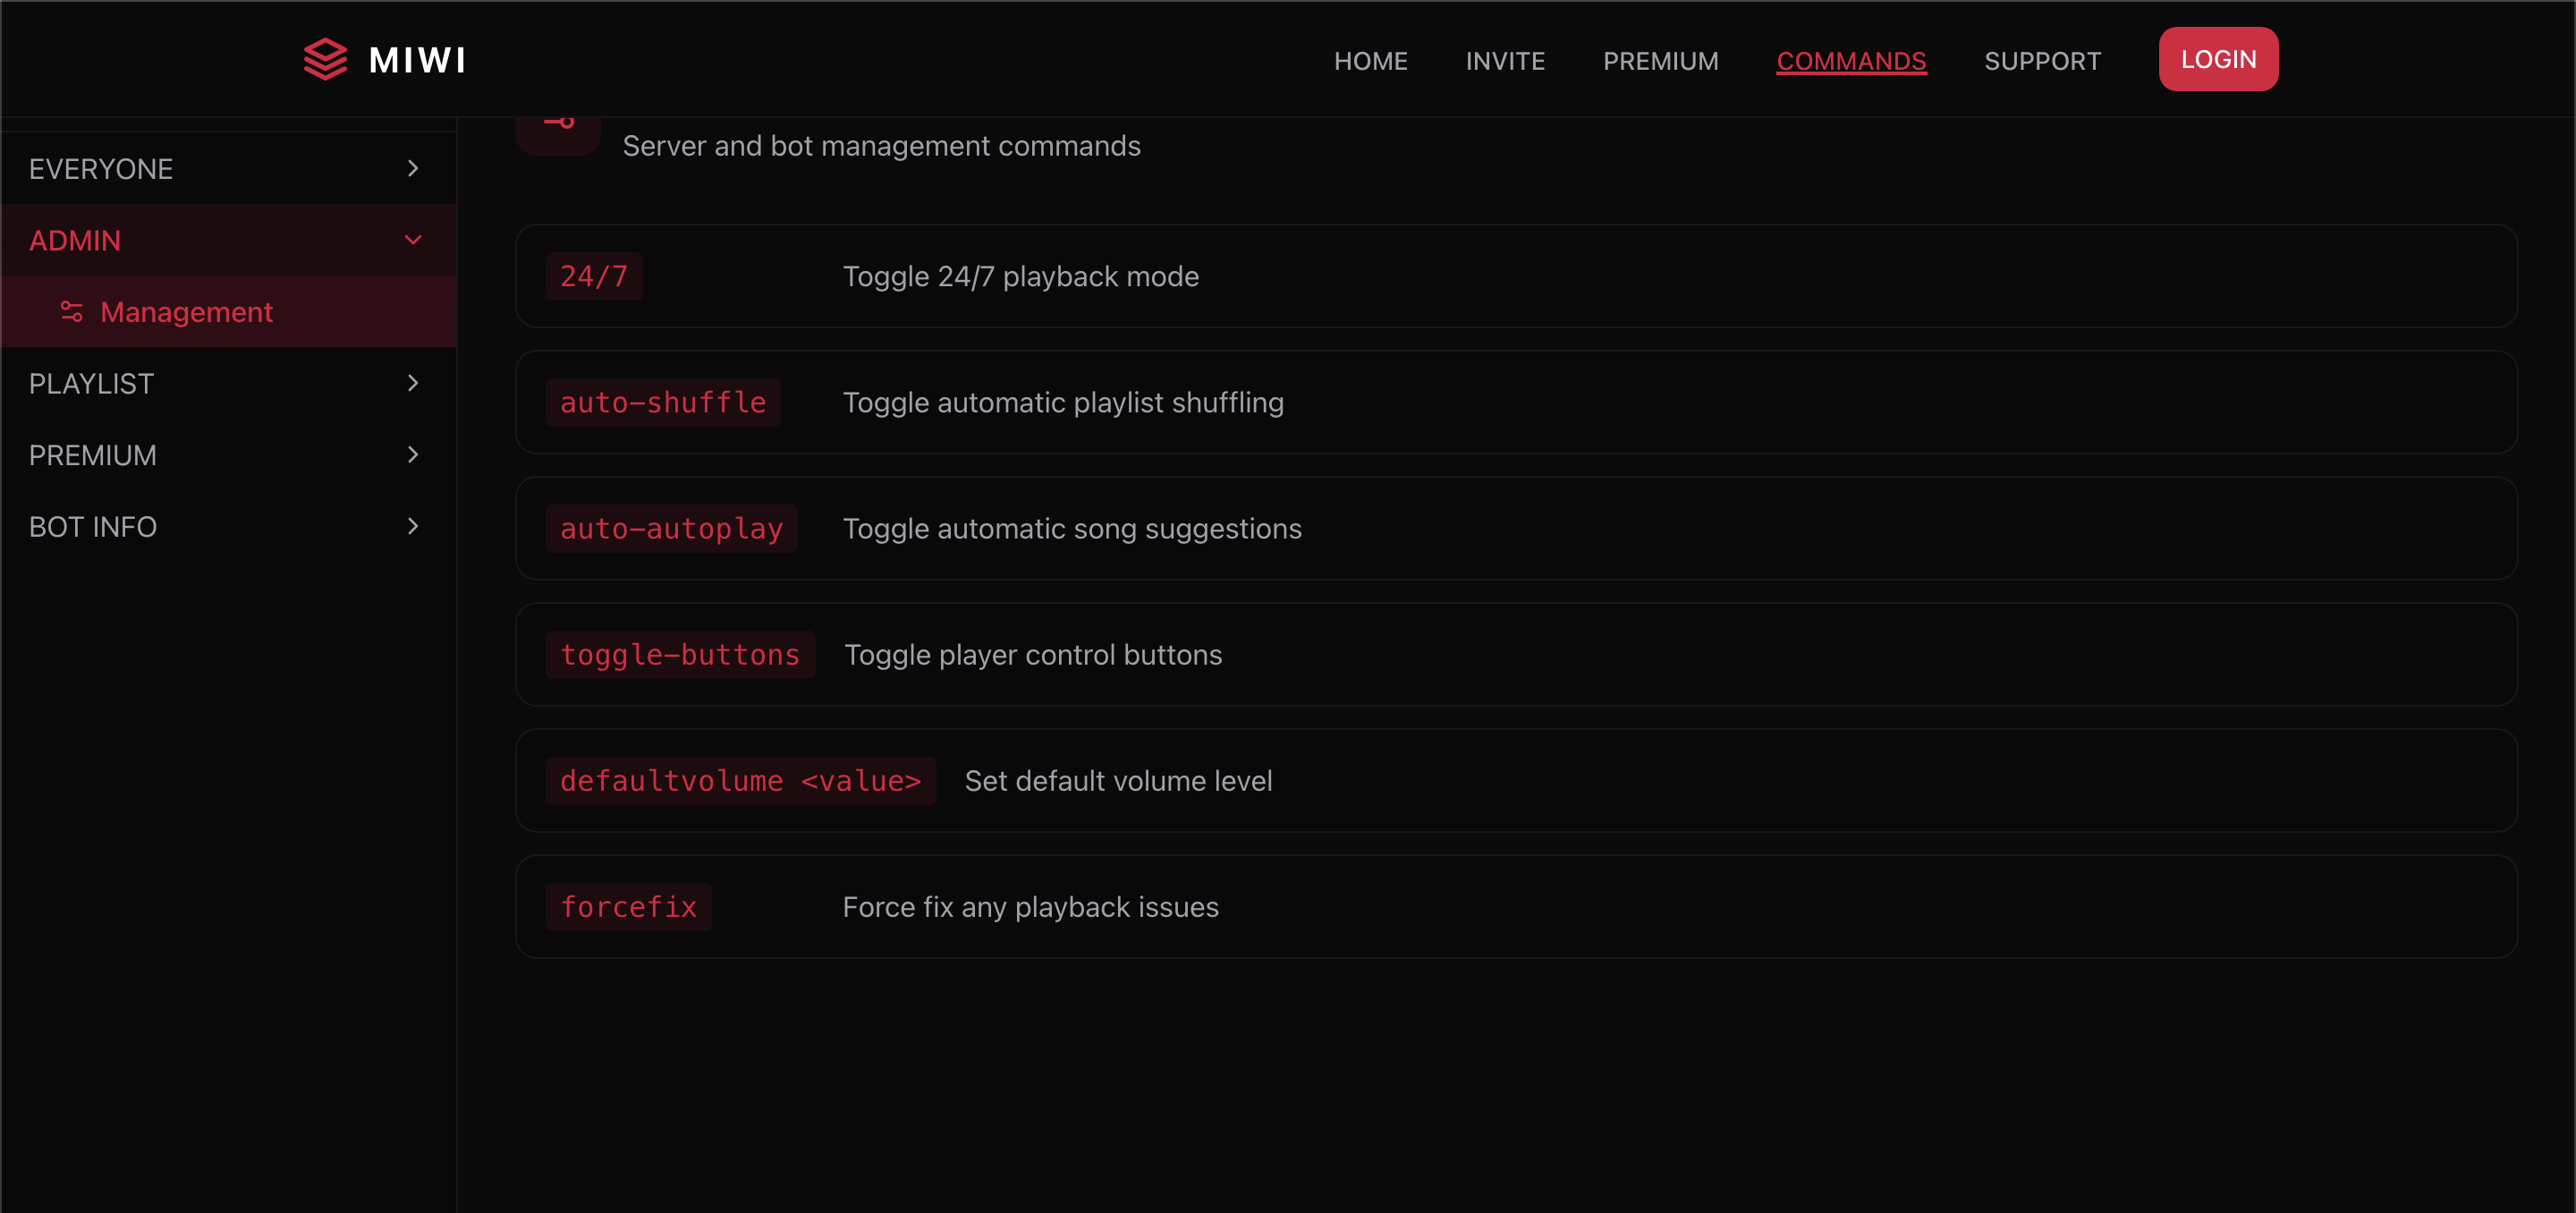 MIWI
HOME INVITE PREMIUM COMMANDS SUPPORT LOGIN
EVERYONE
ADMIN
Management
PLAYLIST
PREMIUM
BOT INFO
Server and bot management commands
24/7 Toggle 24/7 playback mode
auto-shuffle Toggle automatic playlist shuffling
auto-autoplay Toggle automatic song suggestions
toggle-buttons Toggle player control buttons
defaultvolume <value> Set default volume level
forcefix Force fix any playback issues